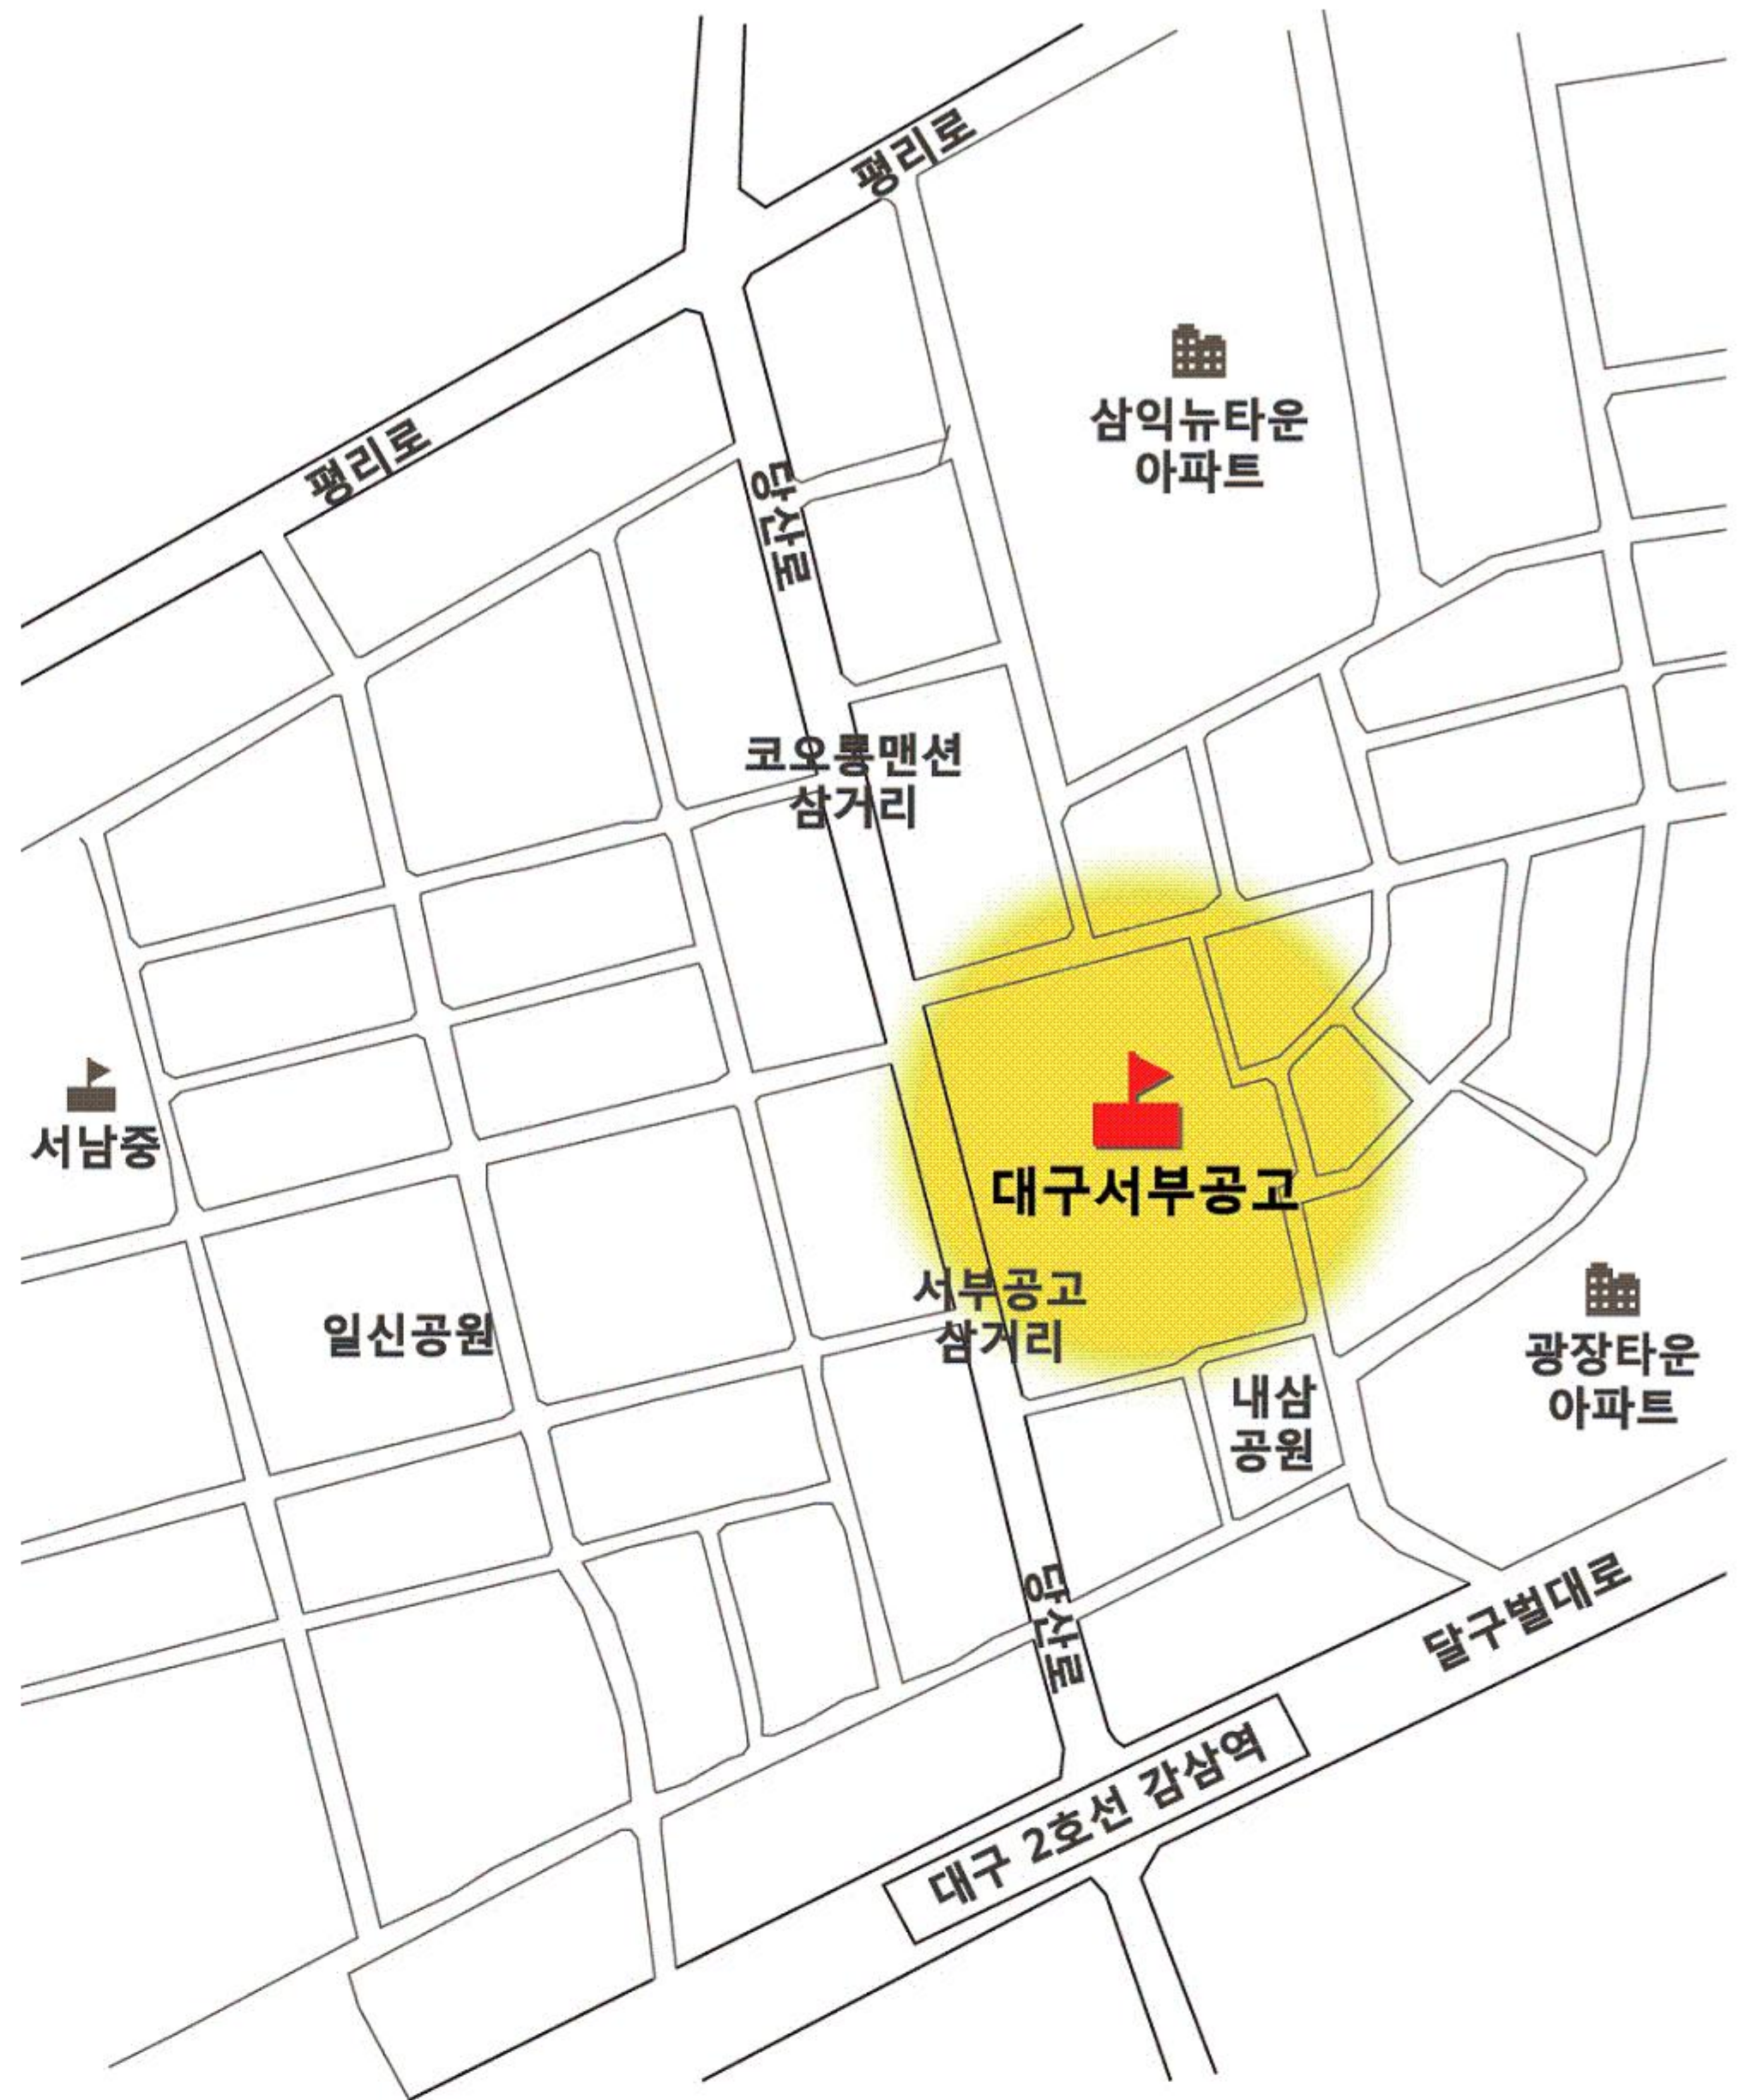 평리로
삼익뉴타운
아파트
평리로
당산로
코오롱맨션
삼거리
서남중
대구서부공고
서부공고
삼거리
일신공원
광장타운
아파트
내삼
공원
당산로
달구벌대로
대구 2호선 감삼역